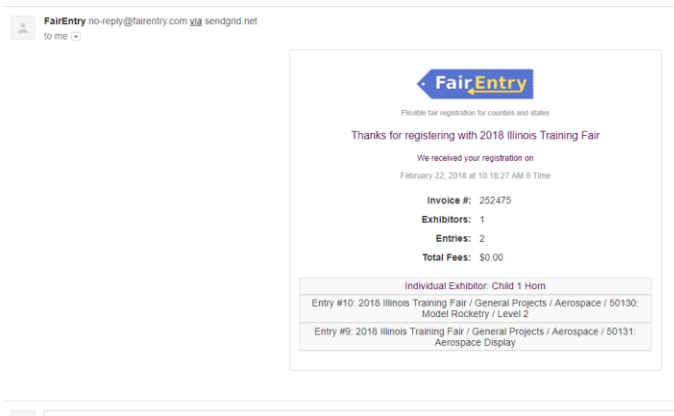 FairEntry no-reply@fairentry.com via sendgrid.net
to me
FairEntry
Flexible fair registration for counties and states
Thanks for registering with 2018 Illinois Training Fair
We received your registration on
February 22, 2018 at 10:18:27 AM 0 Time
Invoice #: 252475
Exhibitors: 1
Entries: 2
Total Fees: $0.00
Individual Exhibitor: Child 1 Horn
Entry #10: 2018 Illinois Training Fair / General Projects / Aerospace / 50130:
Model Rocketry / Level 2
Entry #9: 2018 Illinois Training Fair / General Projects / Aerospace / 50131:
Aerospace Display